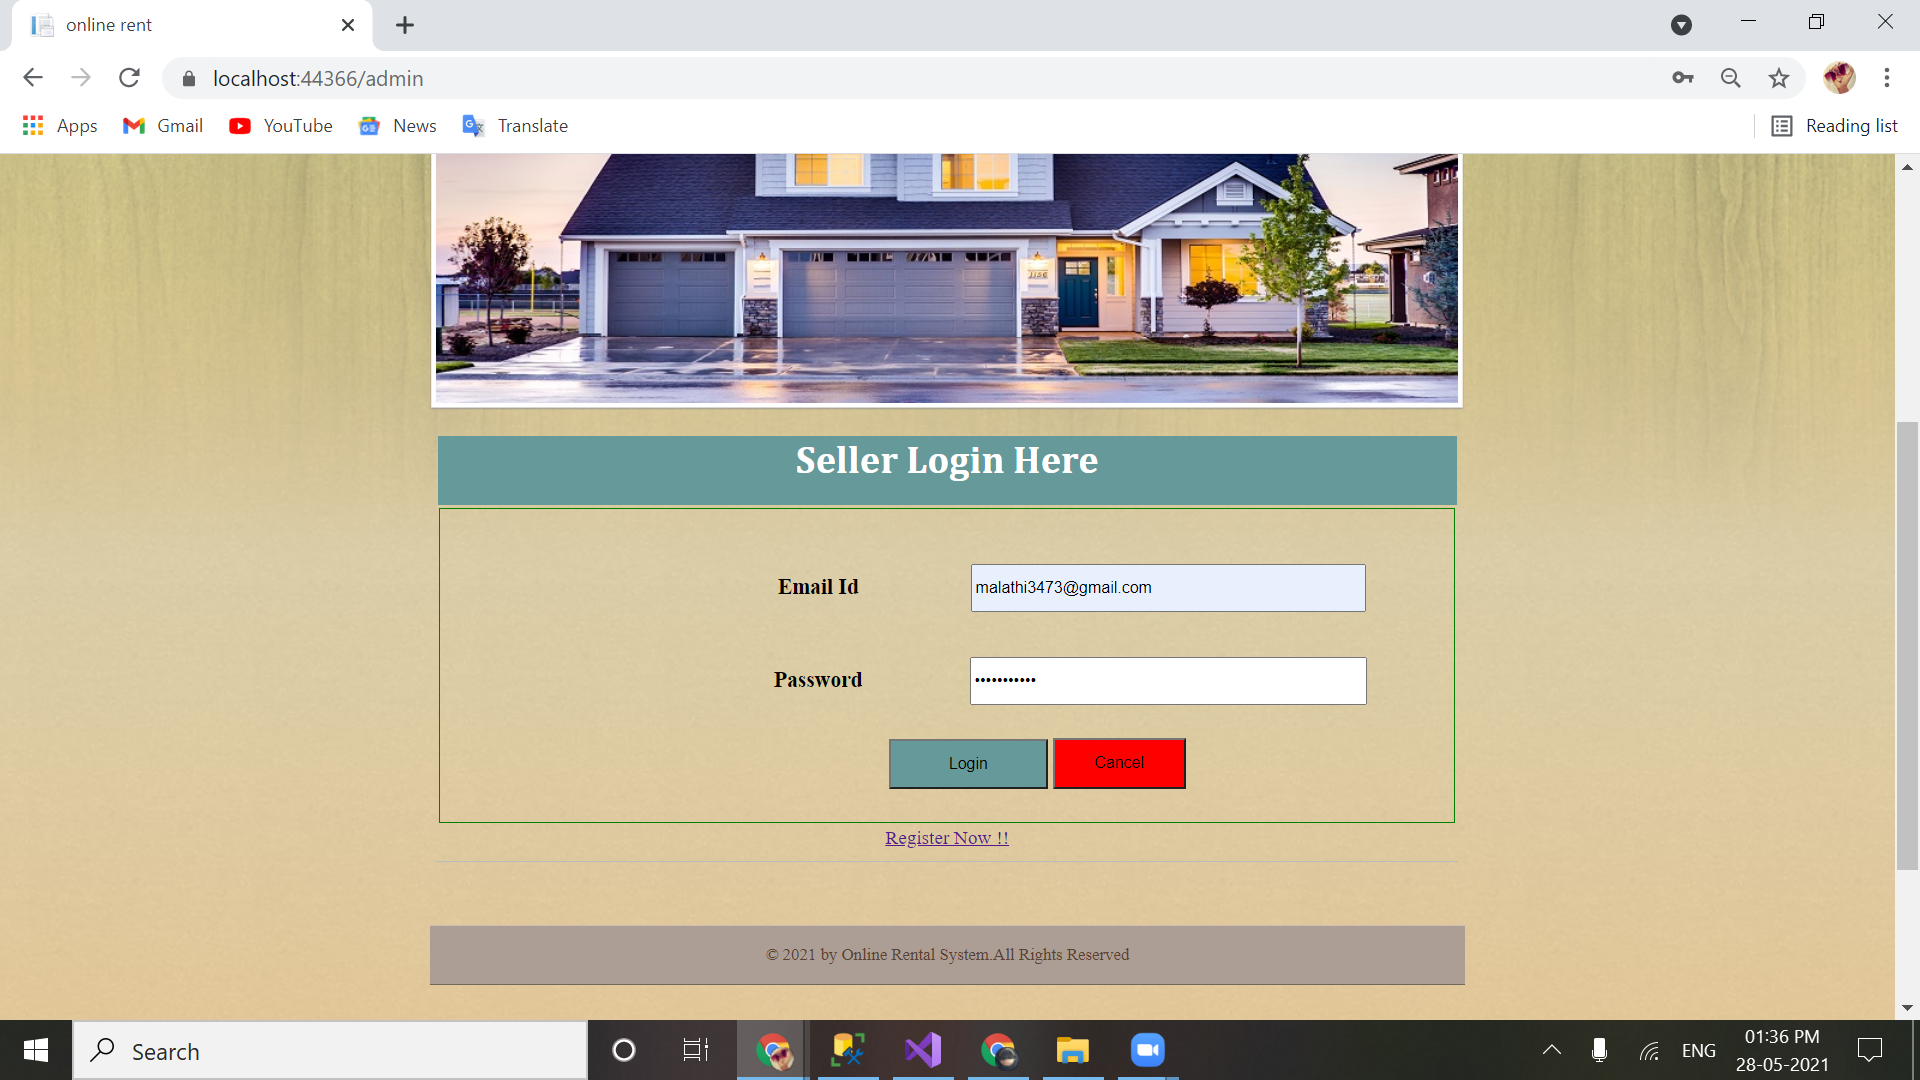 online rent
localhost:44366/admin
Apps
Gmail
YouTube
News
Translate
Reading list
Seller Login Here
Email Id
malathi3473@gmail.com
Password
•••••••••••
Login
Cancel
Register Now !!
© 2021 by Online Rental System.All Rights Reserved
Search
ENG
01:36 PM
28-05-2021